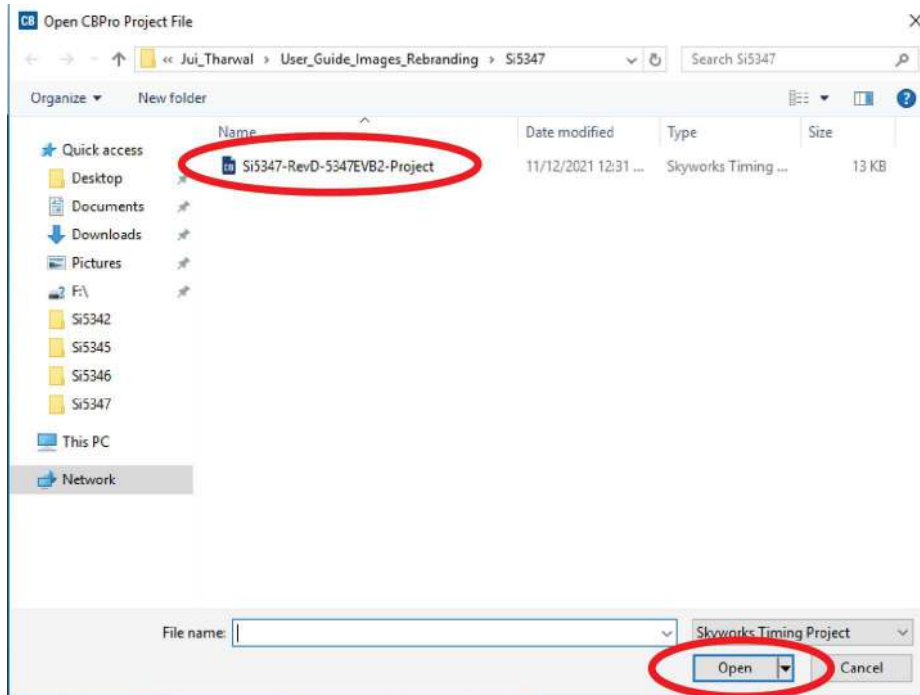 CB Open CBPro Project File
« Jui_Tharwal › User_Guide_Images_Rebranding › Si5347
Search Si5347
Organize
New folder
Name
Date modified
Type
Size
Quick access
CB Si5347-RevD-5347EVB2-Project
11/12/2021 12:31 ...
Skyworks Timing ...
13 KB
Desktop
Documents
Downloads
Pictures
F:\
Si5342
Si5345
Si5346
Si5347
This PC
Network
File name:
Skyworks Timing Project
Open
Cancel